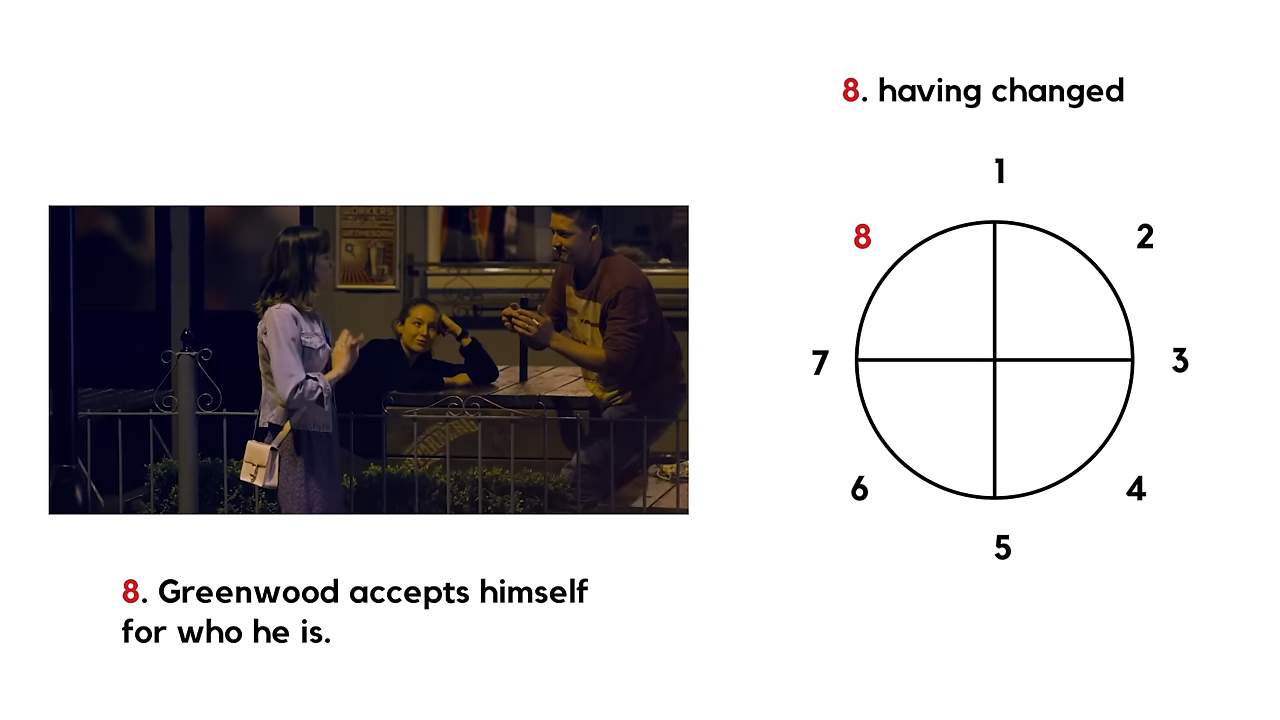 8. having changed
1
8
2
WORKERS
7
3
6
4
5
8. Greenwood accepts himself
for who he is.